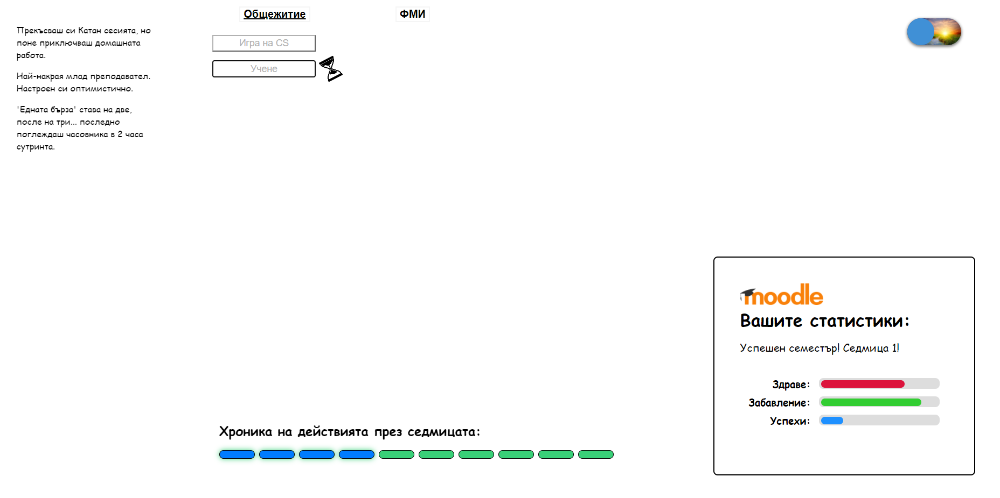 Общежитие
ФМИ
Прекъсваш си Катан сесията, но
поне приключваш домашната
работа.
Най-накрая млад преподавател.
Настроен си оптимистично.
'Едната бърза' става на две,
после на три... последно
поглеждаш часовника в 2 часа
сутринта.
Игра на CS
Учене
moodle
Вашите статистики:
Успешен семестър! Седмица 1!
Здраве:
Забавление:
Успехи:
Хроника на действията през седмицата: